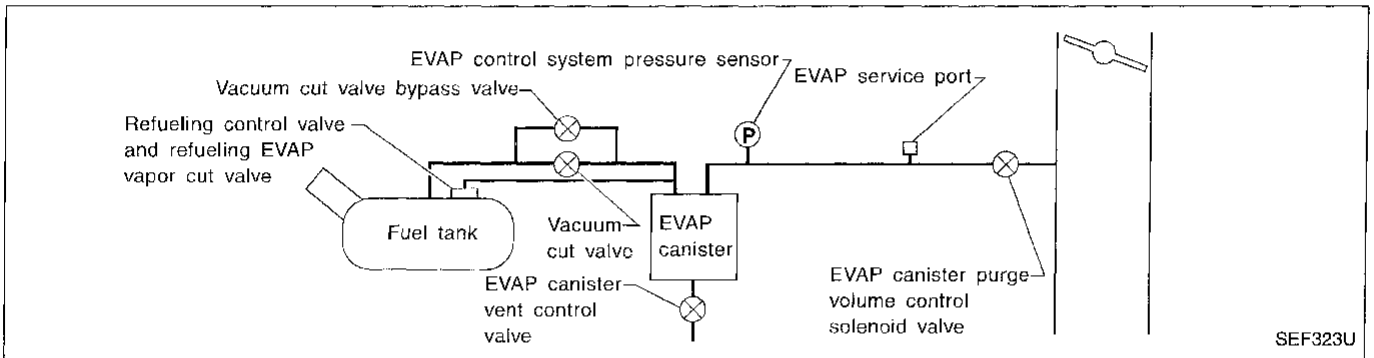 EVAP control system pressure sensor
EVAP service port
Vacuum cut valve bypass valve
Refueling control valve
and refueling EVAP
vapor cut valve
P
Fuel tank
Vacuum
cut valve
EVAP
canister
EVAP canister
vent control
valve
EVAP canister purge
volume control
solenoid valve
SEF323U